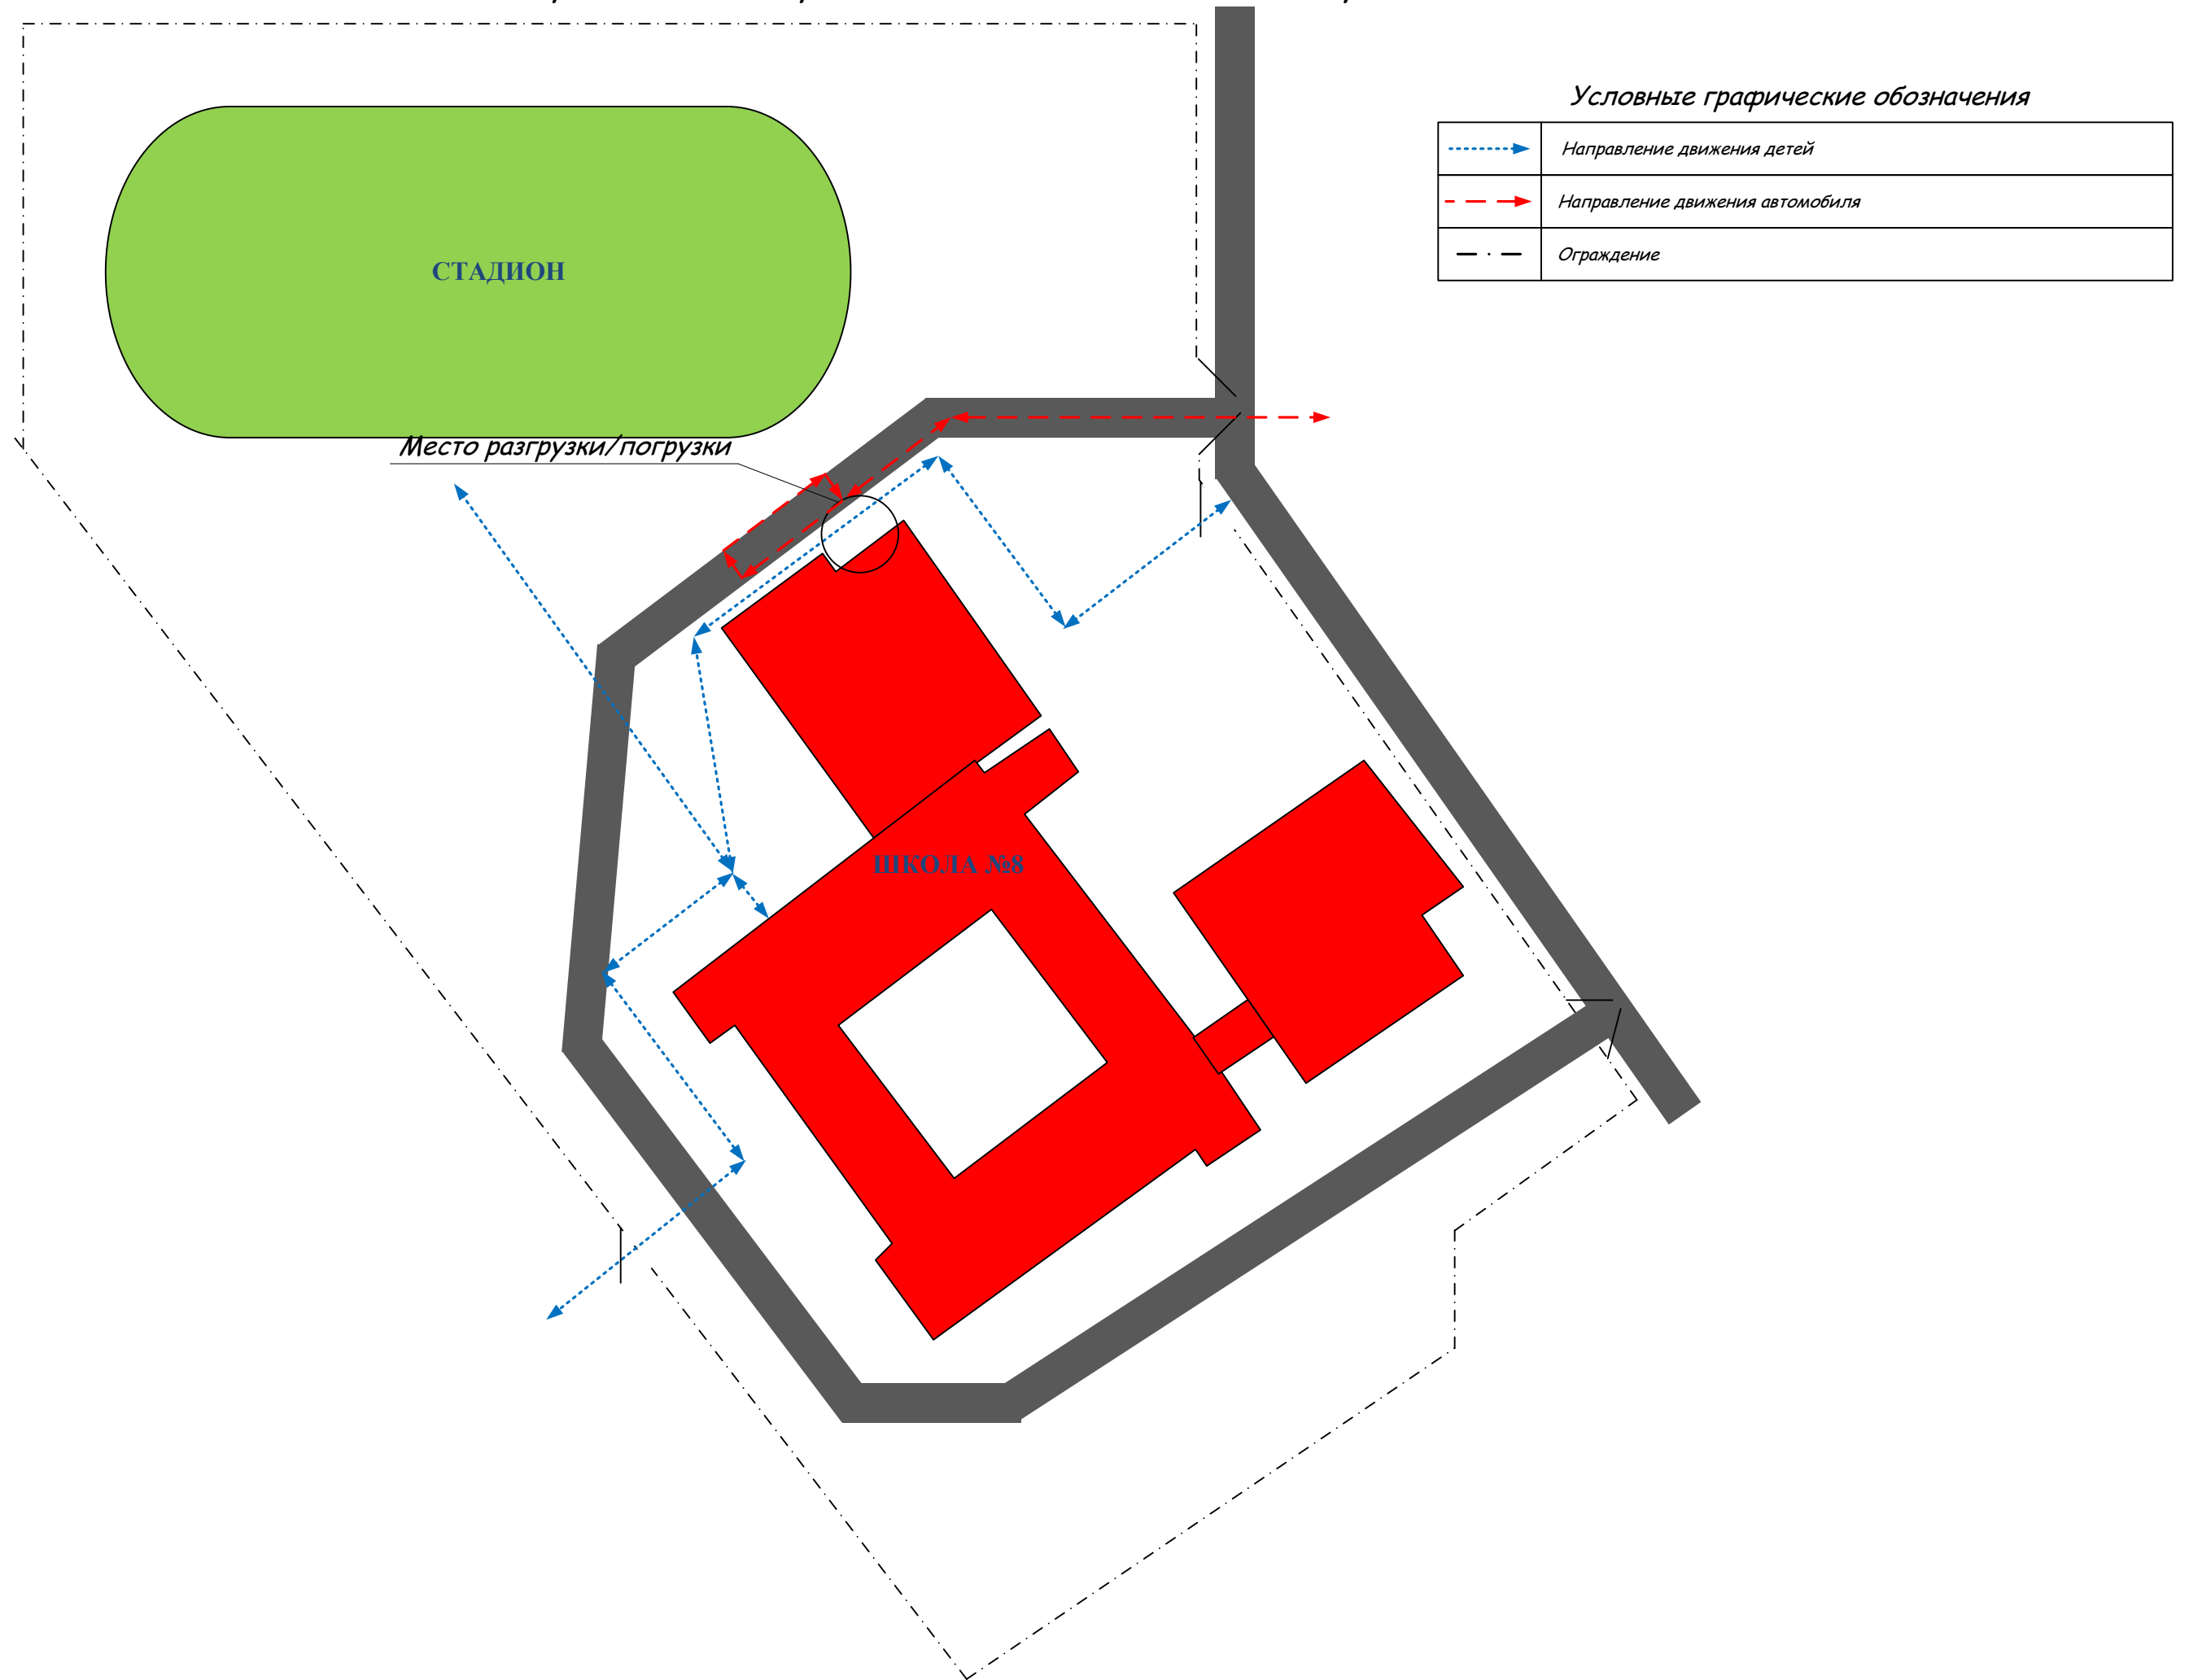 Условные графические обозначения
Направление движения детей
Направление движения автомобиля
Ограждение
СТАДИОН
Место разгрузки/погрузки
ШКОЛА №8